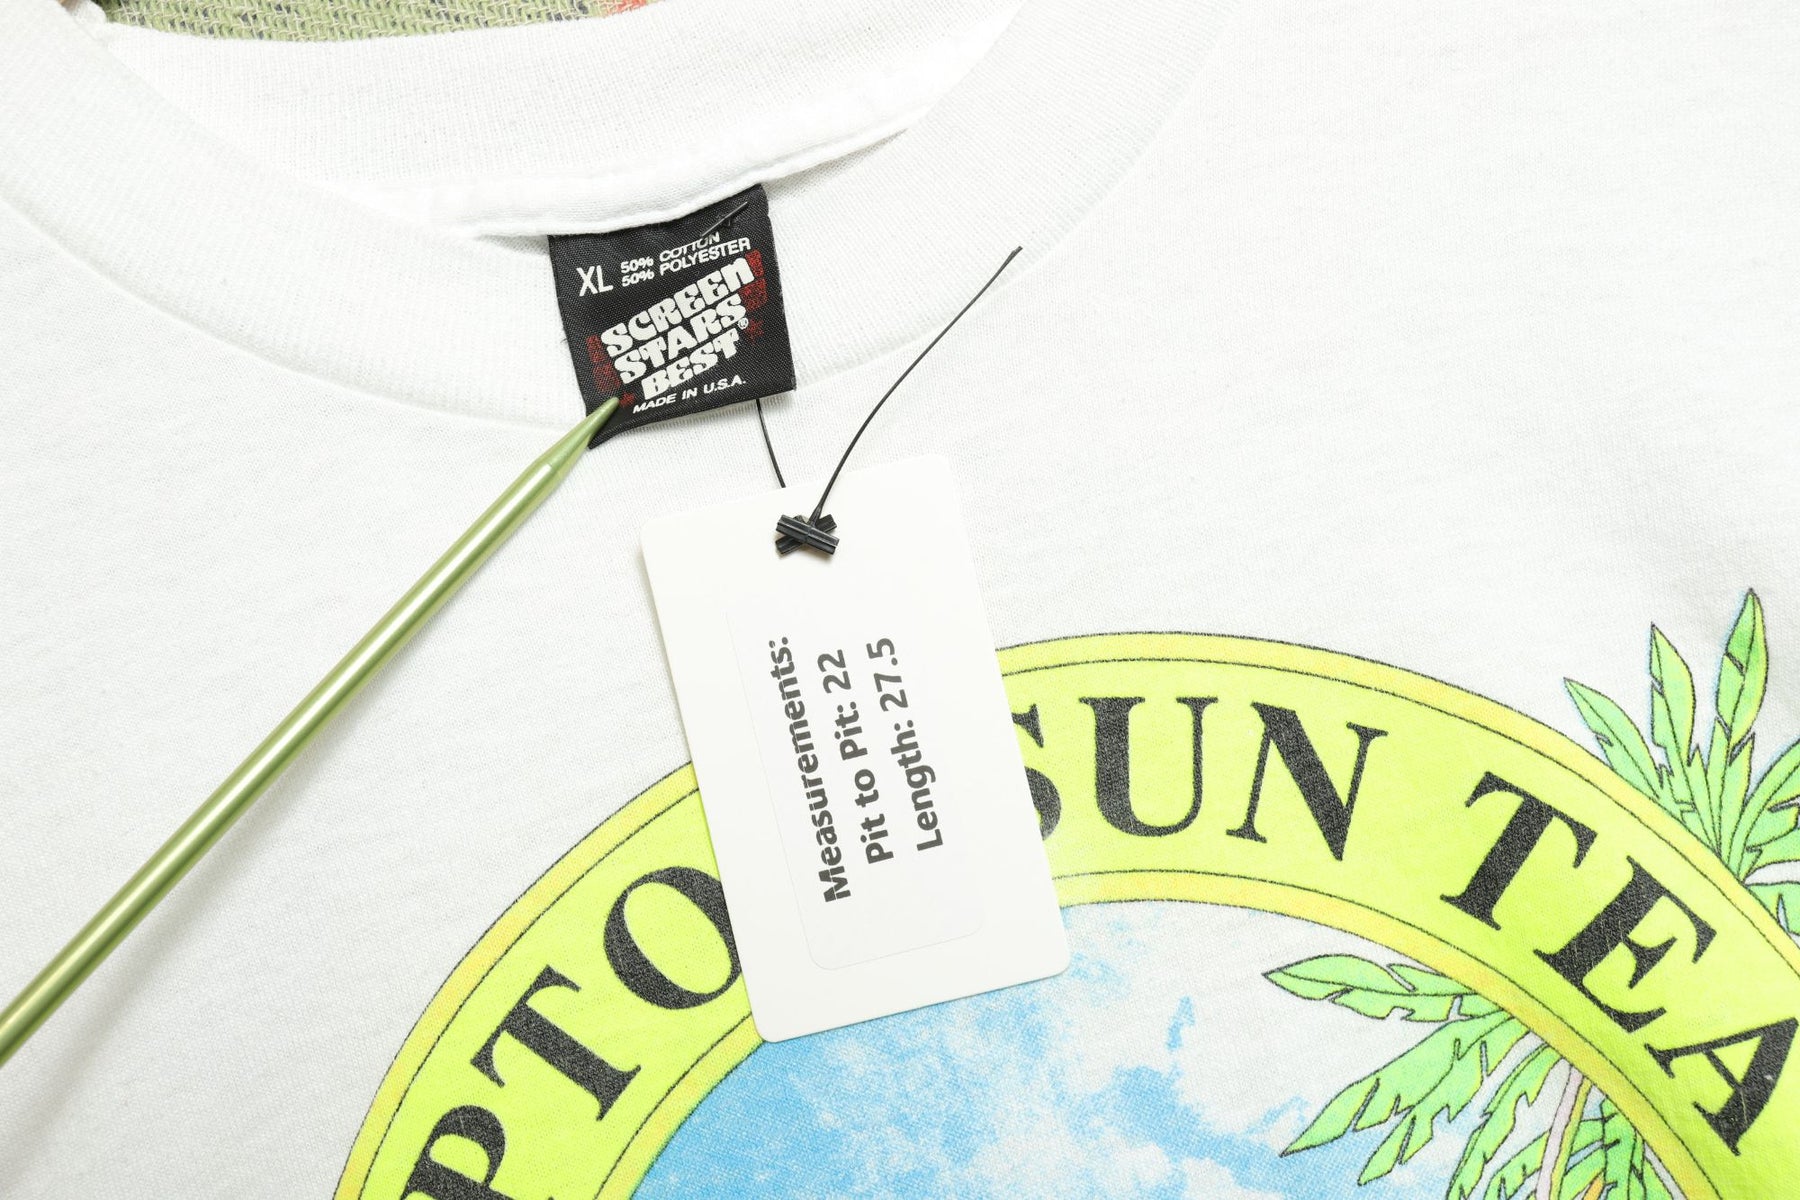 XL
50% COTTON
50% POLYESTER
SCREEN
STARS®
BEST
MADE IN U.S.A.
Measurements:
Pit to Pit: 22
Length: 27.5
SUN TEA